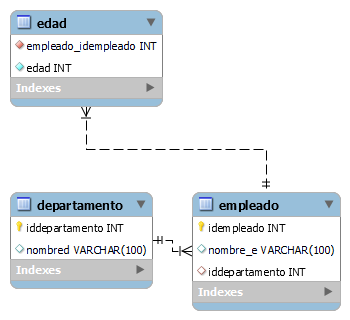 edad
empleado_idempleado INT
edad INT
Indexes
departamento
iddepartamento INT
nombred VARCHAR(100)
Indexes
empleado
idempleado INT
nombre_e VARCHAR(100)
iddepartamento INT
Indexes